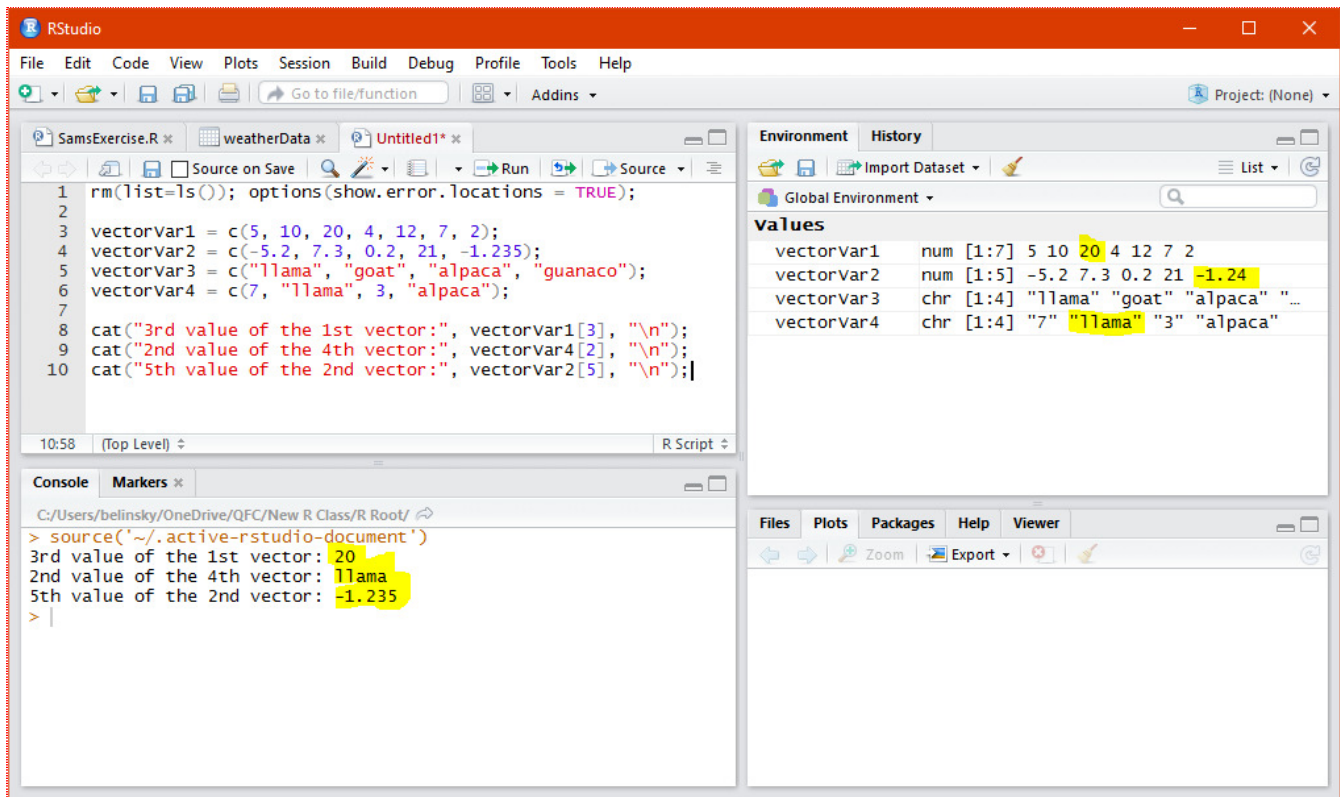 RStudio
File Edit Code View Plots Session Build Debug Profile Tools Help
Go to file/function Addins Project: (None)
SamsExercise.R weatherData Untitled1*
Source on Save Run Source
1 rm(list=ls()); options(show.error.locations = TRUE);
2
3 vectorVar1 = c(5, 10, 20, 4, 12, 7, 2);
4 vectorVar2 = c(-5.2, 7.3, 0.2, 21, -1.235);
5 vectorVar3 = c("llama", "goat", "alpaca", "guanaco");
6 vectorVar4 = c(7, "llama", 3, "alpaca");
7
8 cat("3rd value of the 1st vector:", vectorVar1[3], "\n");
9 cat("2nd value of the 4th vector:", vectorVar4[2], "\n");
10 cat("5th value of the 2nd vector:", vectorVar2[5], "\n");
10:58 (Top Level) R Script
Console Markers
C:/Users/belinsky/OneDrive/QFC/New R Class/R Root/
> source('~/.active-rstudio-document')
3rd value of the 1st vector: 20
2nd value of the 4th vector: llama
5th value of the 2nd vector: -1.235
>
Environment History
Import Dataset List
Global Environment
Values
vectorVar1 num [1:7] 5 10 20 4 12 7 2
vectorVar2 num [1:5] -5.2 7.3 0.2 21 -1.24
vectorVar3 chr [1:4] "llama" "goat" "alpaca" "…
vectorVar4 chr [1:4] "7" "llama" "3" "alpaca"
Files Plots Packages Help Viewer
Zoom Export